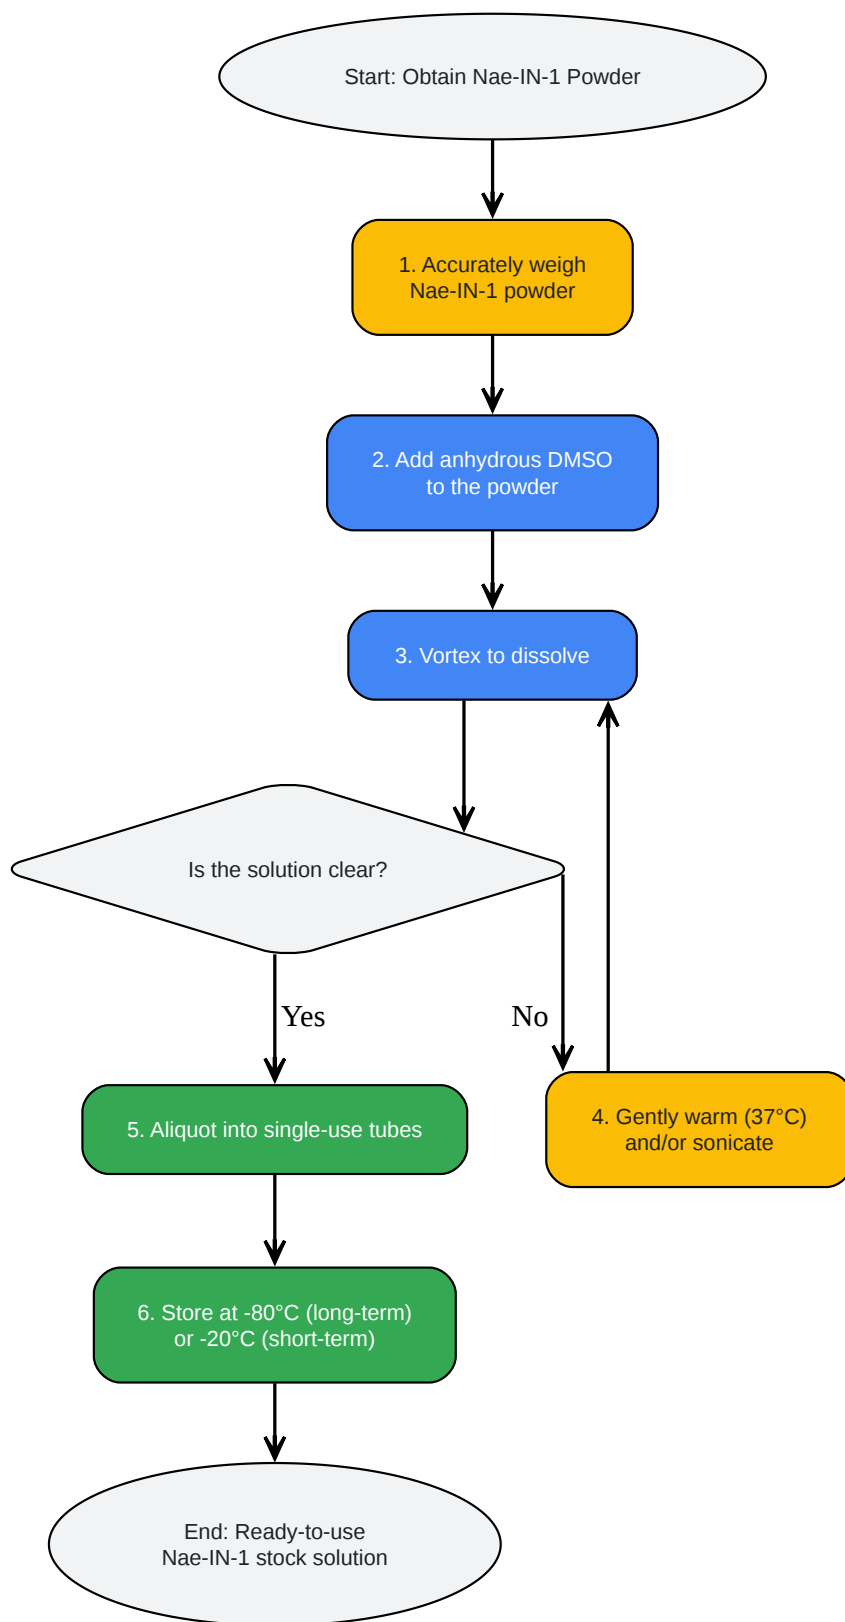 Start: Obtain Nae-IN-1 Powder
1. Accurately weigh
Nae-IN-1 powder
2. Add anhydrous DMSO
to the powder
3. Vortex to dissolve
Is the solution clear?
Yes
No
4. Gently warm (37°C)
and/or sonicate
5. Aliquot into single-use tubes
6. Store at -80°C (long-term)
or -20°C (short-term)
End: Ready-to-use
Nae-IN-1 stock solution